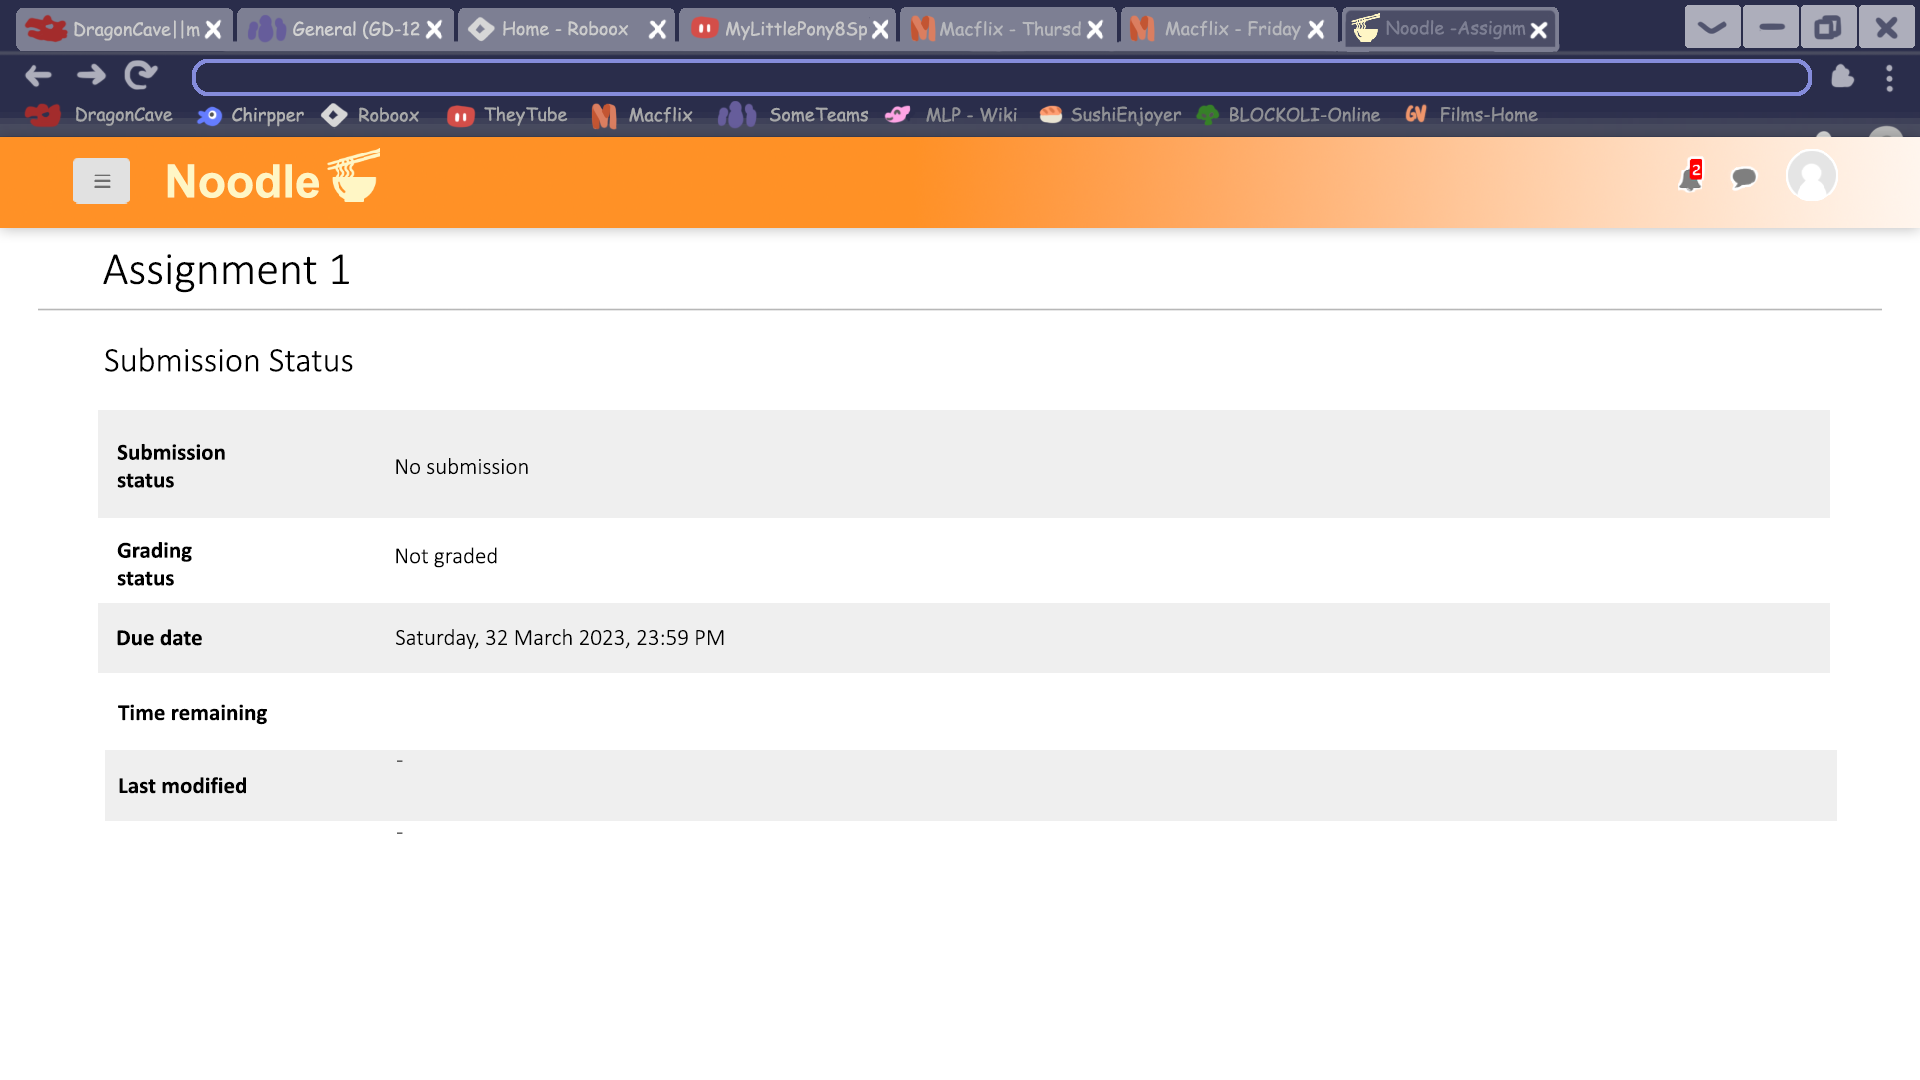 DragonCave||m
General (GD-12
Home - Roboox
MyLittlePony8Sp
Macflix - Thursd
Macflix - Friday
Noodle -Assignm
DragonCave
Chirpper
Roboox
TheyTube
Macflix
SomeTeams
MLP - Wiki
SushiEnjoyer
BLOCKOLI-Online
GV
Films-Home
Noodle
2
Assignment 1
Submission Status
Submission
status
No submission
Grading
status
Not graded
Due date
Saturday, 32 March 2023, 23:59 PM
Time remaining
-
Last modified
-